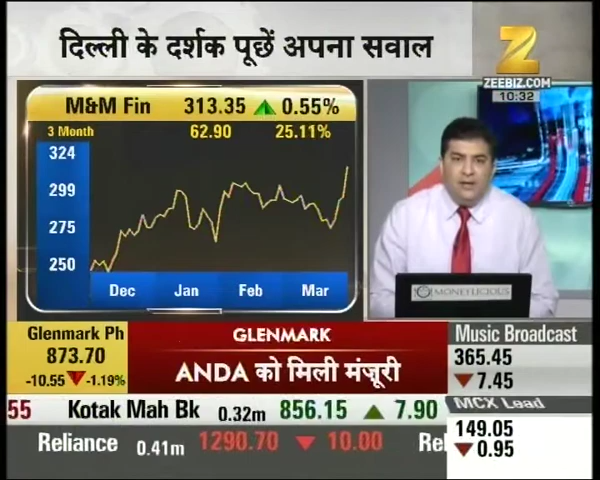 दिल्ली के दर्शक पूछें अपना सवाल
Z
ZEEBIZ.COM
10:32
M&M Fin 313.35 0.55%
3 Month 62.90 25.11%
324
299
275
250
Dec Jan Feb Mar
MONEYLICIOUS
Glenmark Ph
873.70
-10.55 -1.19%
GLENMARK
ANDA को मिली मंज़ूरी
Music Broadcast
365.45
7.45
MCX Lead
149.05
0.95
55 Kotak Mah Bk 0.32m 856.15 7.90
Reliance 0.41m 1290.70 10.00 Rel